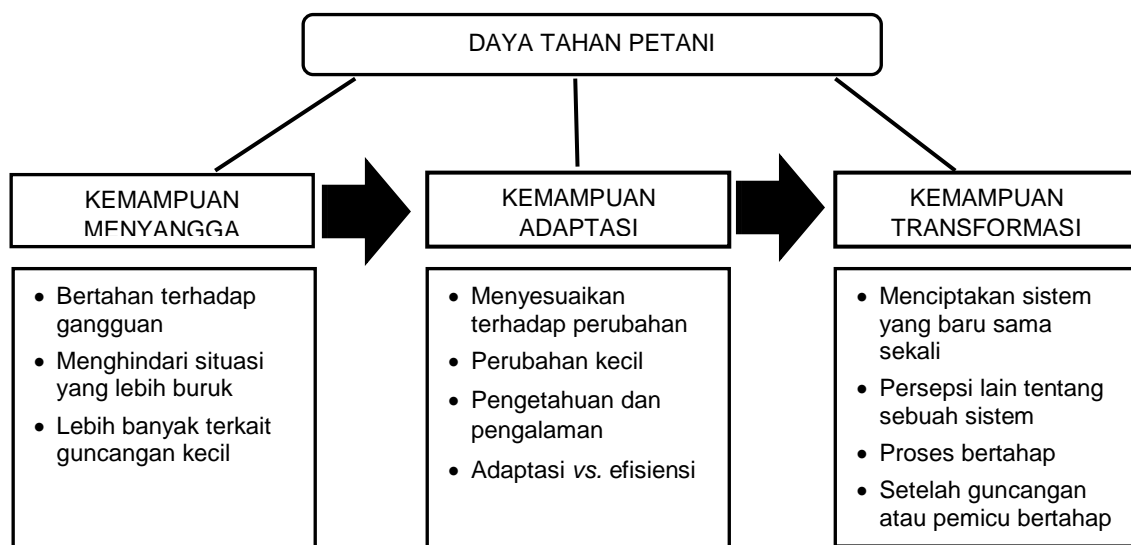 DAYA TAHAN PETANI
KEMAMPUAN
MENYANGGA
• Bertahan terhadap
gangguan
• Menghindari situasi
yang lebih buruk
• Lebih banyak terkait
guncangan kecil
KEMAMPUAN
ADAPTASI
• Menyesuaikan
terhadap perubahan
• Perubahan kecil
• Pengetahuan dan
pengalaman
• Adaptasi vs. efisiensi
KEMAMPUAN
TRANSFORMASI
• Menciptakan sistem
yang baru sama
sekali
• Persepsi lain tentang
sebuah sistem
• Proses bertahap
• Setelah guncangan
atau pemicu bertahap